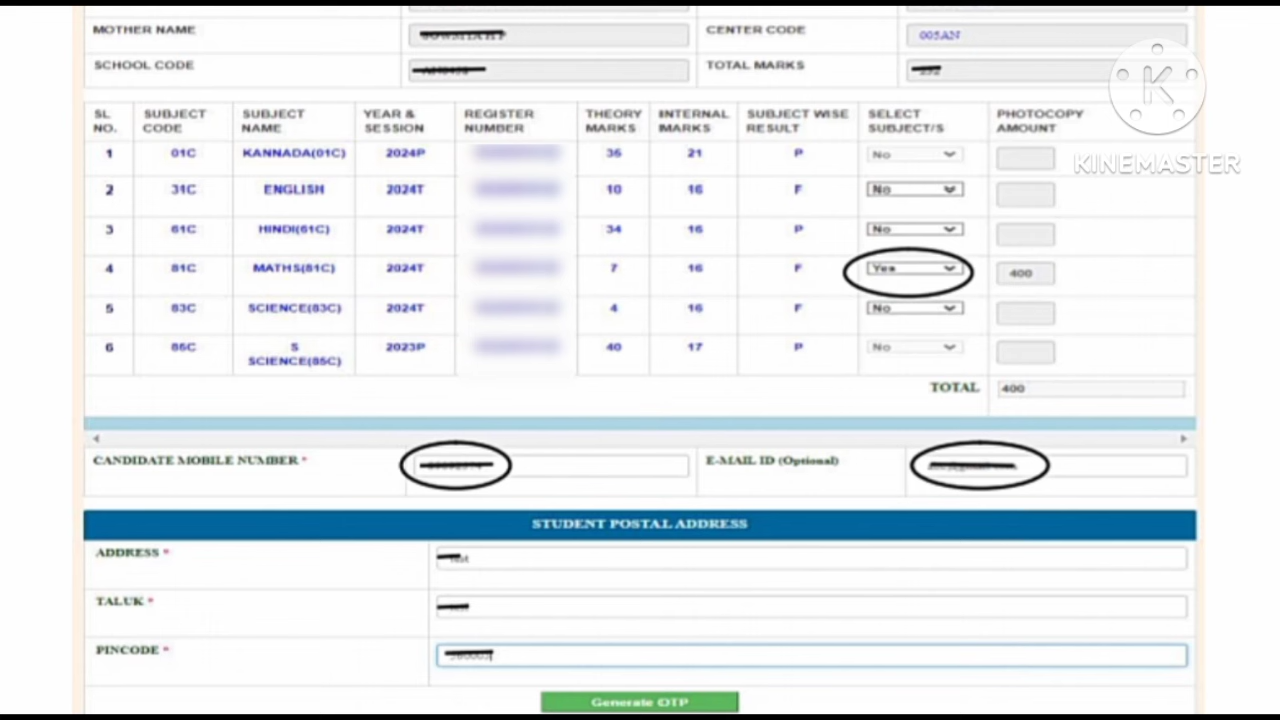 MOTHER NAME CENTER CODE 005AN
SCHOOL CODE TOTAL MARKS
SL NO. SUBJECT CODE SUBJECT NAME YEAR & SESSION REGISTER NUMBER THEORY MARKS INTERNAL MARKS SUBJECT WISE RESULT SELECT SUBJECT/S PHOTOCOPY AMOUNT
1 01C KANNADA(01C) 2024P 36 21 P No
2 31C ENGLISH 2024T 10 16 F No
3 61C HINDI(61C) 2024T 34 16 P No
4 81C MATHS(81C) 2024T 7 16 F Yes 400
5 83C SCIENCE(83C) 2024T 4 16 F No
6 85C S SCIENCE(85C) 2023P 40 17 P No
TOTAL 400
CANDIDATE MOBILE NUMBER * E-MAIL ID (Optional)
STUDENT POSTAL ADDRESS
ADDRESS *
TALUK *
PINCODE *
Generate OTP
K
KINEMASTER